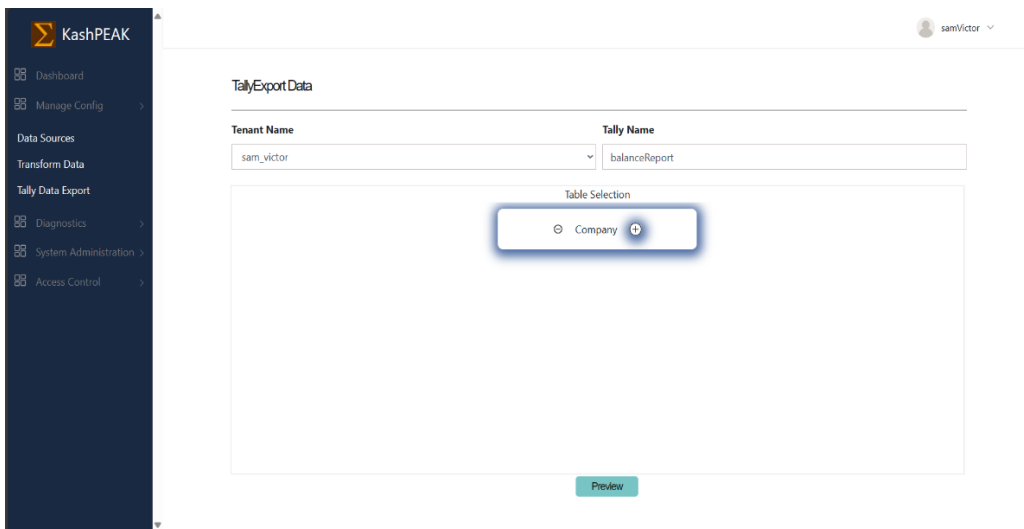 KashPEAK
samVictor
Dashboard
Manage Config
Data Sources
Transform Data
Tally Data Export
Diagnostics
System Administration
Access Control
TallyExport Data
Tenant Name
Tally Name
sam_victor
balanceReport
Table Selection
Company
Preview